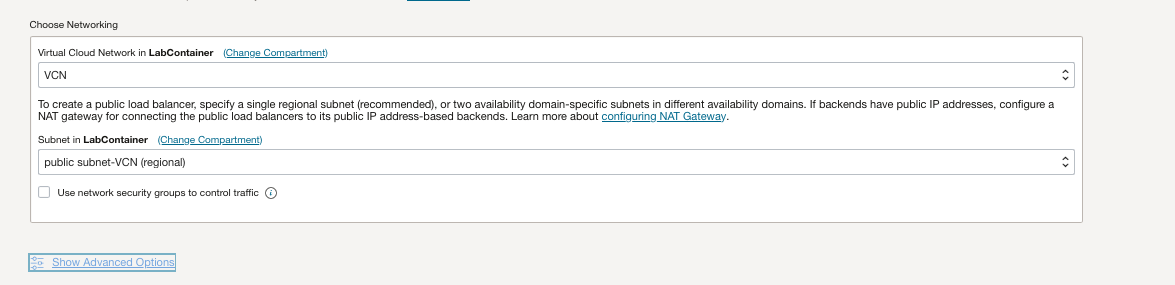 Choose Networking
Virtual Cloud Network in LabContainer (Change Compartment)
VCN
To create a public load balancer, specify a single regional subnet (recommended), or two availability domain-specific subnets in different availability domains. If backends have public IP addresses, configure a
NAT gateway for connecting the public load balancers to its public IP address-based backends. Learn more about configuring NAT Gateway.
Subnet in LabContainer (Change Compartment)
public subnet-VCN (regional)
Use network security groups to control traffic
Show Advanced Options